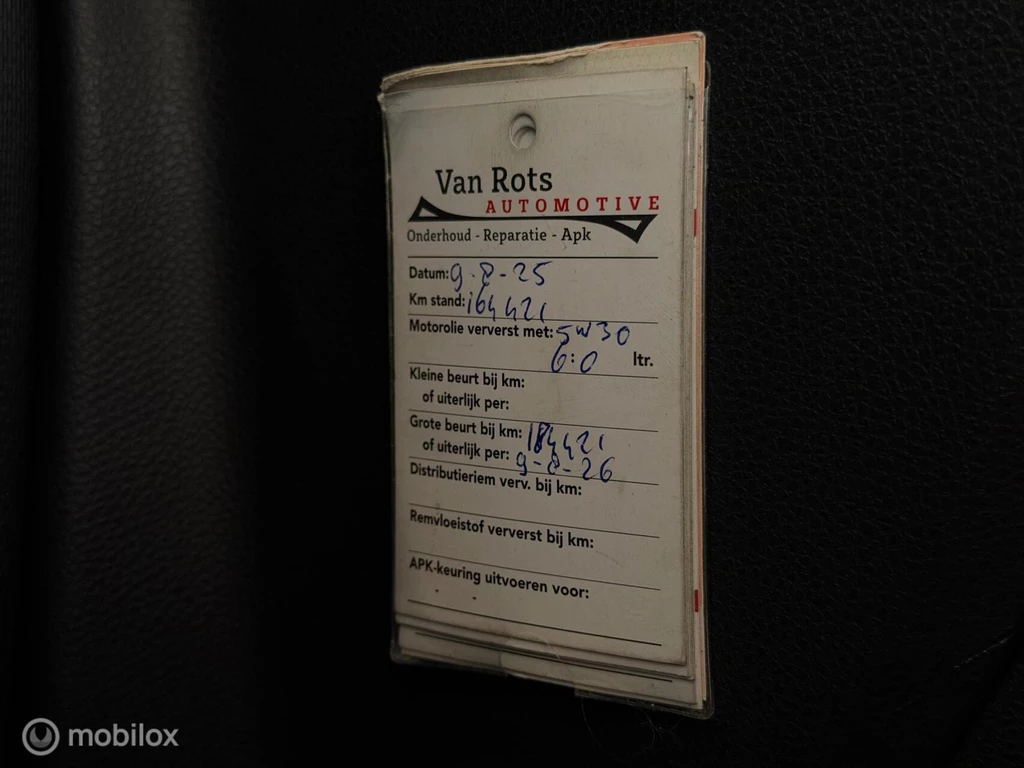 Van Rots
AUTOMOTIVE
Onderhoud - Reparatie - Apk
Datum: 9-8-25
Km stand: 164421
Motorolie ververst met: 5W30
6:0 ltr.
Kleine beurt bij km:
of uiterlijk per:
Grote beurt bij km: 184421
of uiterlijk per: 9-8-26
Distributieriem verv. bij km:
Remvloeistof ververst bij km:
APK-keuring uitvoeren voor:
mobilox